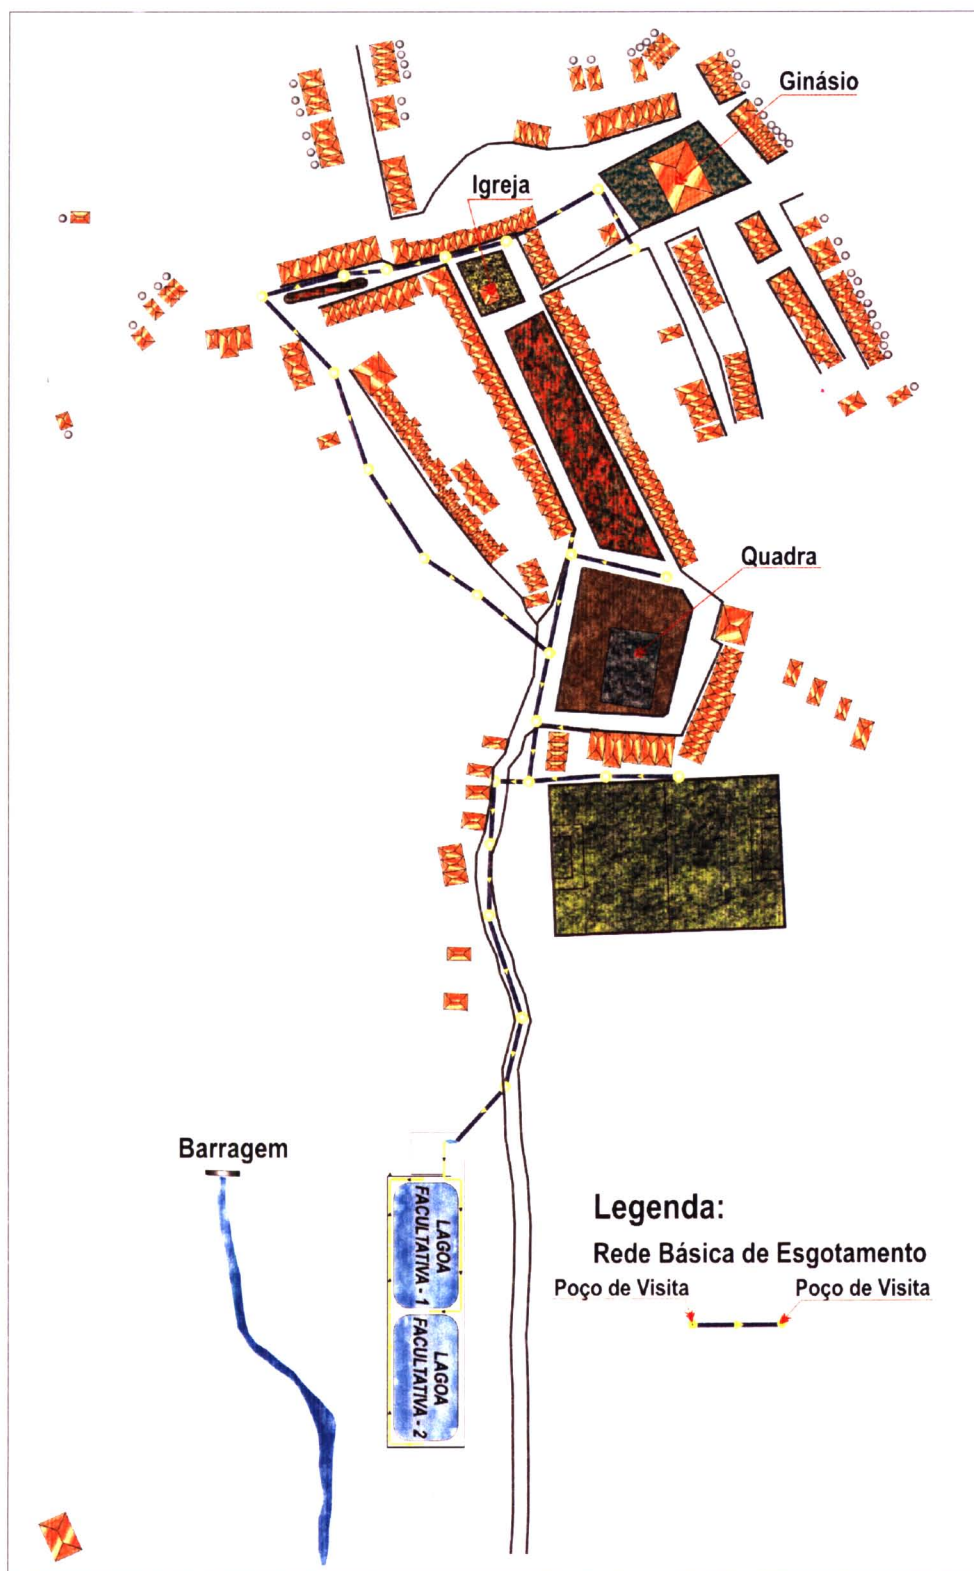 Ginásio
Igreja
Quadra
Barragem
LAGOA
FACULTATIVA - 1
LAGOA
FACULTATIVA - 2
Legenda:
Rede Básica de Esgotamento
Poço de Visita
Poço de Visita